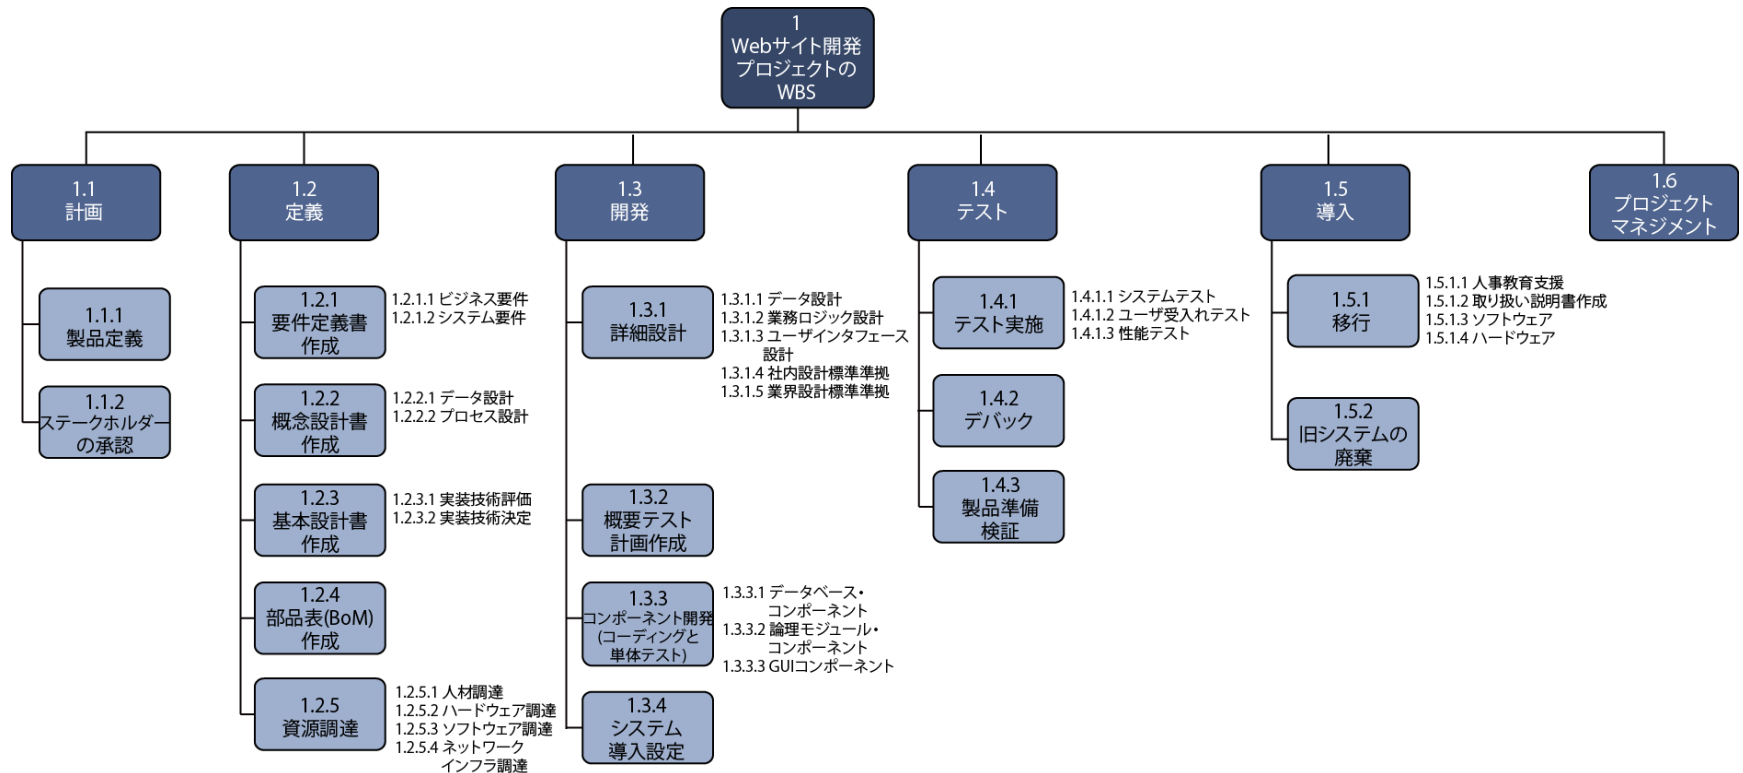 1
Webサイト開発
プロジェクトの
WBS
1.1
計画
1.1.1
製品定義
1.1.2
ステークホルダー
の承認
1.2
定義
1.2.1
要件定義書
作成
1.2.1.1 ビジネス要件
1.2.1.2 システム要件
1.2.2
概念設計書
作成
1.2.2.1 データ設計
1.2.2.2 プロセス設計
1.2.3
基本設計書
作成
1.2.3.1 実装技術評価
1.2.3.2 実装技術決定
1.2.4
部品表(BoM)
作成
1.2.5
資源調達
1.2.5.1 人材調達
1.2.5.2 ハードウェア調達
1.2.5.3 ソフトウェア調達
1.2.5.4 ネットワーク
インフラ調達
1.3
開発
1.3.1
詳細設計
1.3.1.1 データ設計
1.3.1.2 業務ロジック設計
1.3.1.3 ユーザインタフェース
設計
1.3.1.4 社内設計標準準拠
1.3.1.5 業界設計標準準拠
1.3.2
概要テスト
計画作成
1.3.3
コンポーネント開発
(コーディングと
単体テスト)
1.3.3.1 データベース・
コンポーネント
1.3.3.2 論理モジュール・
コンポーネント
1.3.3.3 GUIコンポーネント
1.3.4
システム
導入設定
1.4
テスト
1.4.1
テスト実施
1.4.1.1 システムテスト
1.4.1.2 ユーザ受入れテスト
1.4.1.3 性能テスト
1.4.2
デバック
1.4.3
製品準備
検証
1.5
導入
1.5.1
移行
1.5.1.1 人事教育支援
1.5.1.2 取り扱い説明書作成
1.5.1.3 ソフトウェア
1.5.1.4 ハードウェア
1.5.2
旧システムの
廃棄
1.6
プロジェクト
マネジメント